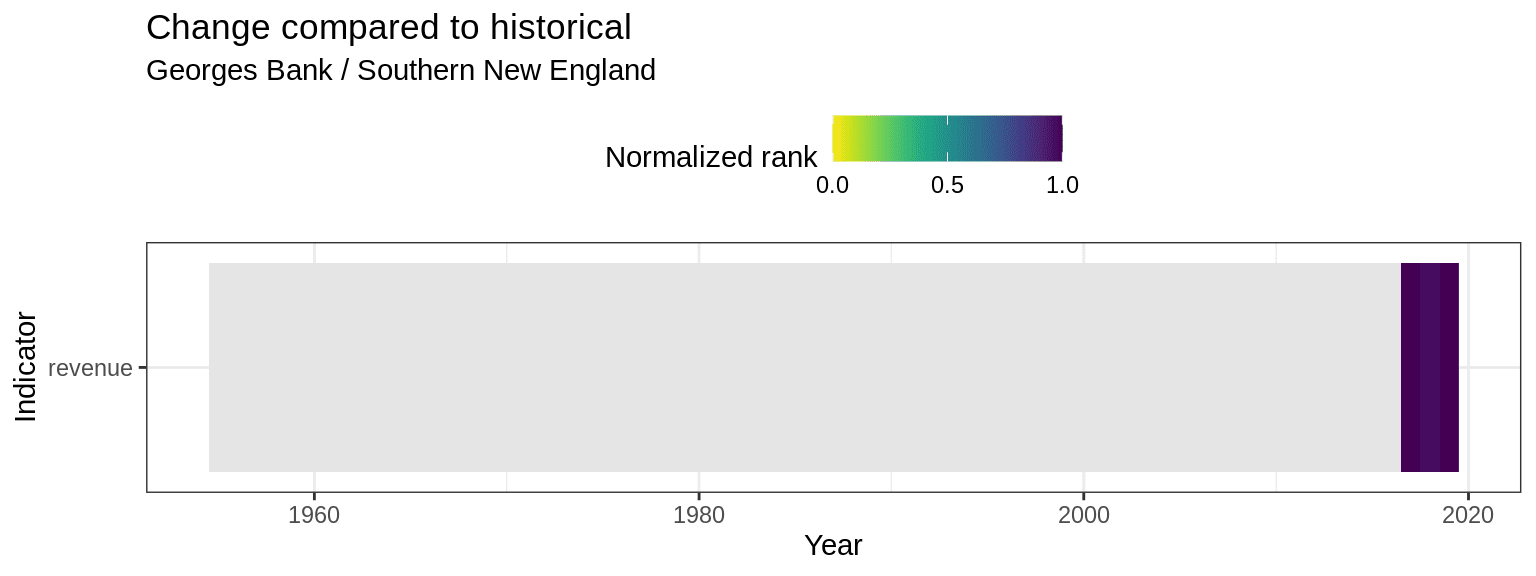 Change compared to historical
Georges Bank / Southern New England
Normalized rank
0.0 0.5 1.0
Indicator
revenue
1960 1980 2000 2020
Year